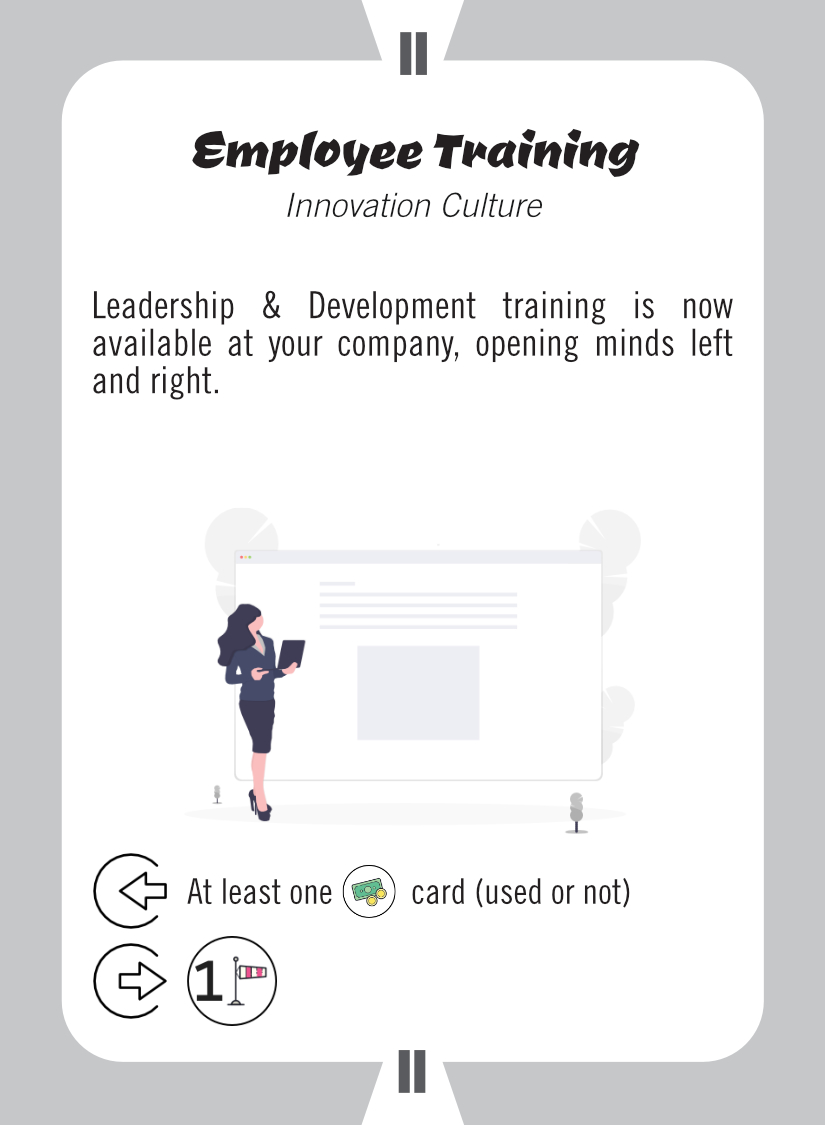 II
Employee Training
Innovation Culture
Leadership & Development training is now
available at your company, opening minds left
and right.
At least one card (used or not)
1
II